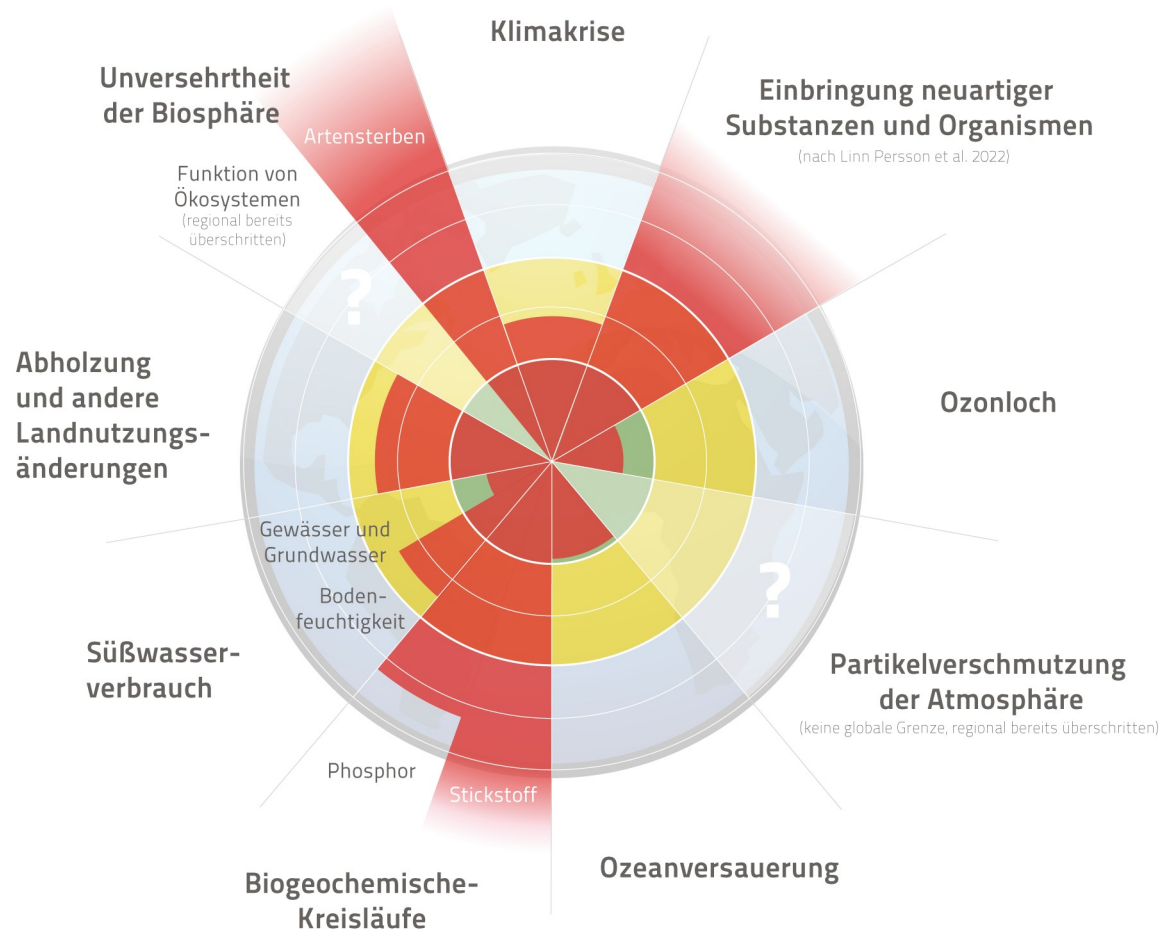 Klimakrise
Unversehrtheit
der Biosphäre
Artensterben
Funktion von
Ökosystemen
(regional bereits
überschritten)
?
Einbringung neuartiger
Substanzen und Organismen
(nach Linn Persson et al. 2022)
Abholzung
und andere
Landnutzungs-
änderungen
Ozonloch
Gewässer und
Grundwasser
Boden-
feuchtigkeit
?
Süßwasser-
verbrauch
Partikelverschmutzung
der Atmosphäre
(keine globale Grenze, regional bereits überschritten)
Phosphor
Stickstoff
Biogeochemische-
Kreisläufe
Ozeanversauerung